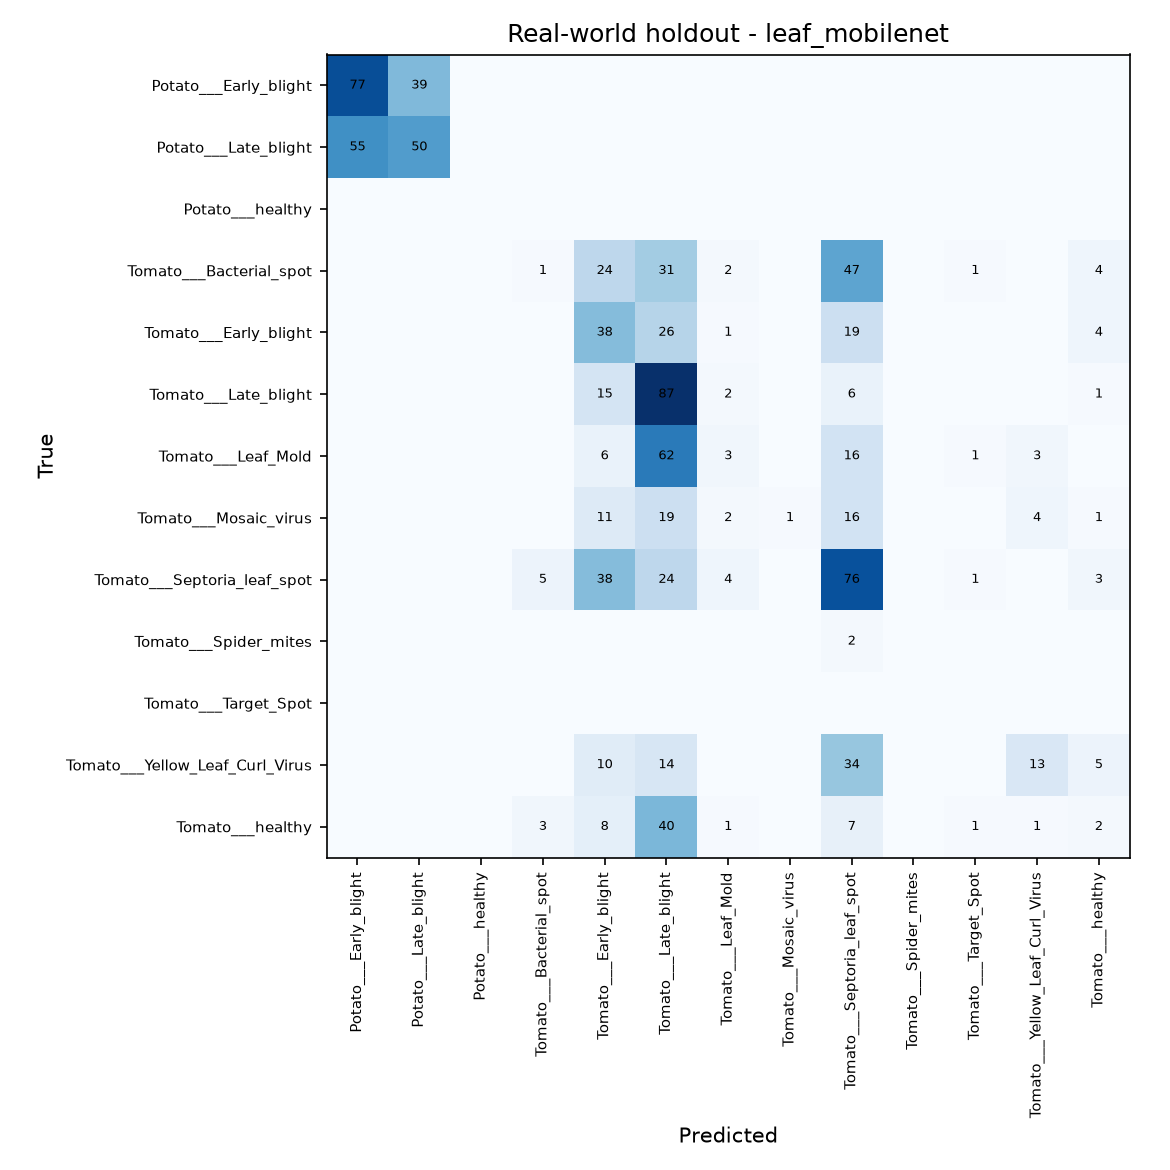 Real-world holdout - leaf_mobilenet
True
Potato___Early_blight 77 39
Potato___Late_blight 55 50
Potato___healthy
Tomato___Bacterial_spot 1 24 31 2 47 1 4
Tomato___Early_blight 38 26 1 19 4
Tomato___Late_blight 15 87 2 6 1
Tomato___Leaf_Mold 6 62 3 16 1 3
Tomato___Mosaic_virus 11 19 2 1 16 4 1
Tomato___Septoria_leaf_spot 5 38 24 4 76 1 3
Tomato___Spider_mites 2
Tomato___Target_Spot
Tomato___Yellow_Leaf_Curl_Virus 10 14 34 13 5
Tomato___healthy 3 8 40 1 7 1 1 2
Potato___Early_blight
Potato___Late_blight
Potato___healthy
Tomato___Bacterial_spot
Tomato___Early_blight
Tomato___Late_blight
Tomato___Leaf_Mold
Tomato___Mosaic_virus
Tomato___Septoria_leaf_spot
Tomato___Spider_mites
Tomato___Target_Spot
Tomato___Yellow_Leaf_Curl_Virus
Tomato___healthy
Predicted